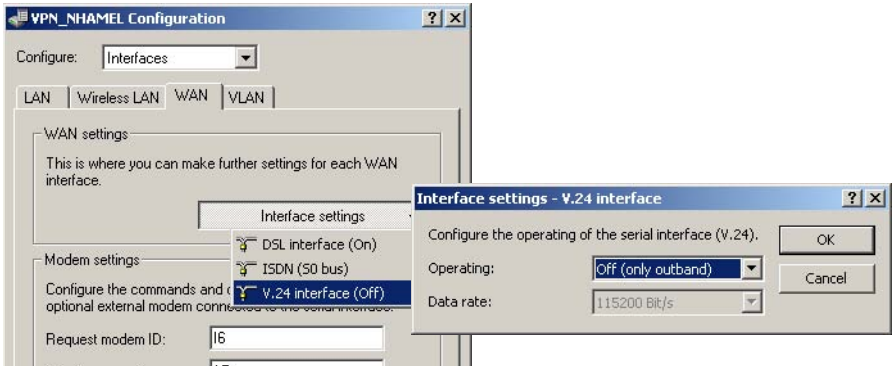 VPN_NHAMEL Configuration
Configure: Interfaces
LAN Wireless LAN WAN VLAN
WAN settings
This is where you can make further settings for each WAN
interface.
Interface settings
DSL interface (On)
ISDN (S0 bus)
V.24 interface (Off)
Modem settings
Configure the commands and
optional external modem
Request modem ID: I6
Interface settings - V.24 interface
Configure the operating of the serial interface (V.24).
Operating: Off (only outband)
Data rate: 115200 Bit/s
OK
Cancel